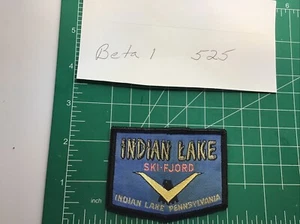 Beta 1 525
INDIAN LAKE
SKI-FJORD
INDIAN LAKE PENNSYLVANIA